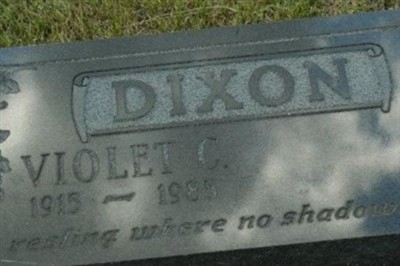 DIXON
VIOLET C.
1915 ~ 1985
resting where no shadow